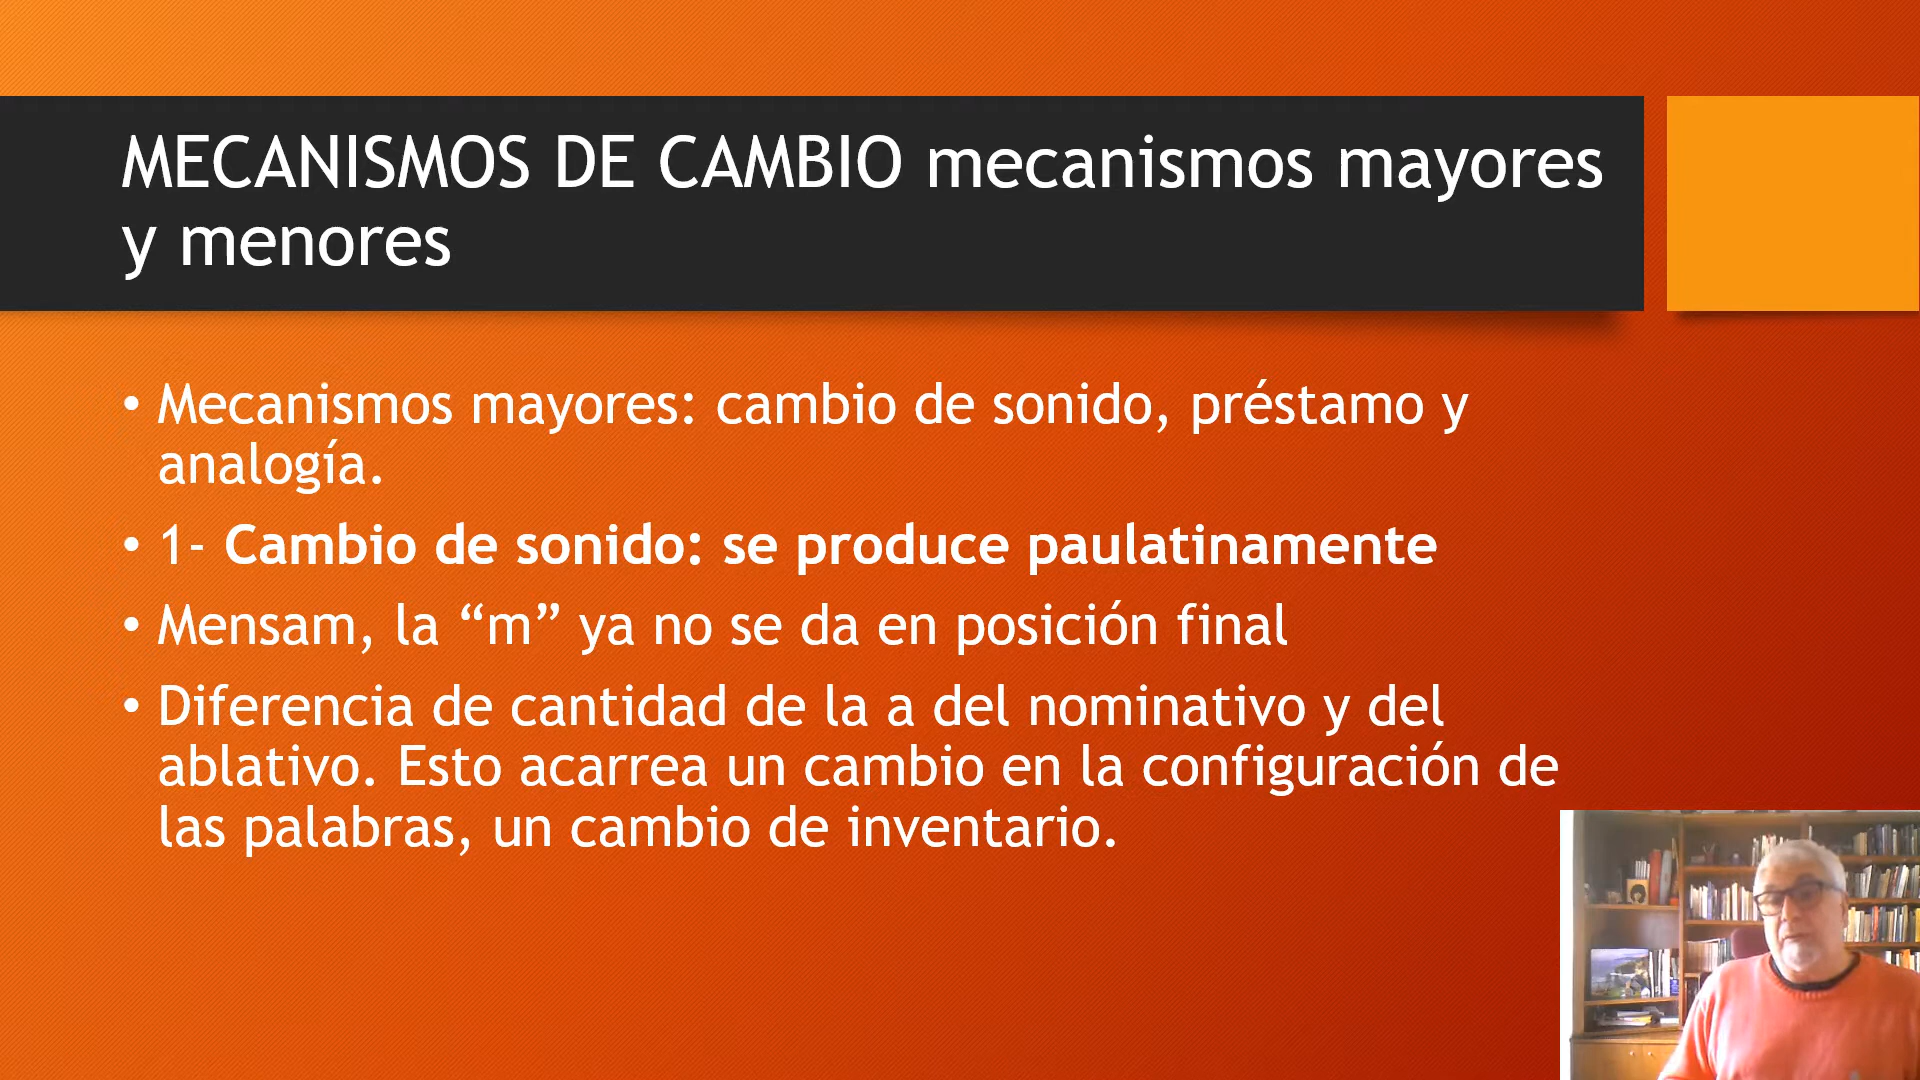 MECANISMOS DE CAMBIO mecanismos mayores
y menores
• Mecanismos mayores: cambio de sonido, préstamo y
analogía.
• 1- Cambio de sonido: se produce paulatinamente
• Mensam, la “m” ya no se da en posición final
• Diferencia de cantidad de la a del nominativo y del
ablativo. Esto acarrea un cambio en la configuración de
las palabras, un cambio de inventario.